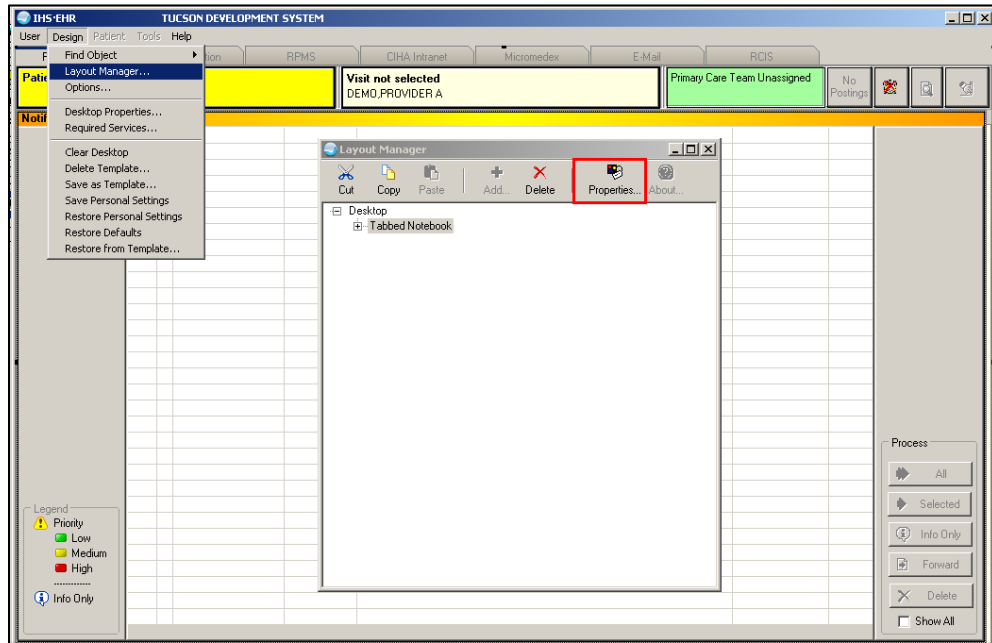 IHS-EHR TUCSON DEVELOPMENT SYSTEM
User Design Patient Tools Help
RPMS CIHA Intranet Micromedex E-Mail RCIS
Find Object
Layout Manager...
Options...
Desktop Properties...
Required Services...
Clear Desktop
Delete Template...
Save as Template...
Save Personal Settings
Restore Personal Settings
Restore Defaults
Restore from Template...
Visit not selected
DEMO,PROVIDER A
Primary Care Team Unassigned
No
Postings
Layout Manager
Cut Copy Paste Add... Delete Properties... About...
Desktop
Tabbed Notebook
Legend
Priority
Low
Medium
High
Info Only
Process
All
Selected
Info Only
Forward
Delete
Show All